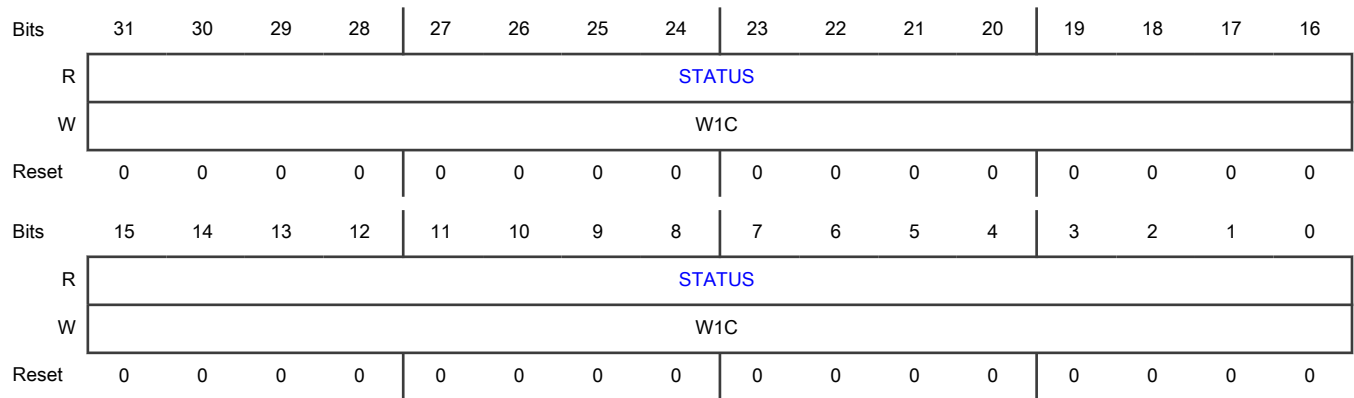 Bits 31 30 29 28 27 26 25 24 23 22 21 20 19 18 17 16
R STATUS
W W1C
Reset 0 0 0 0 0 0 0 0 0 0 0 0 0 0 0 0
Bits 15 14 13 12 11 10 9 8 7 6 5 4 3 2 1 0
R STATUS
W W1C
Reset 0 0 0 0 0 0 0 0 0 0 0 0 0 0 0 0